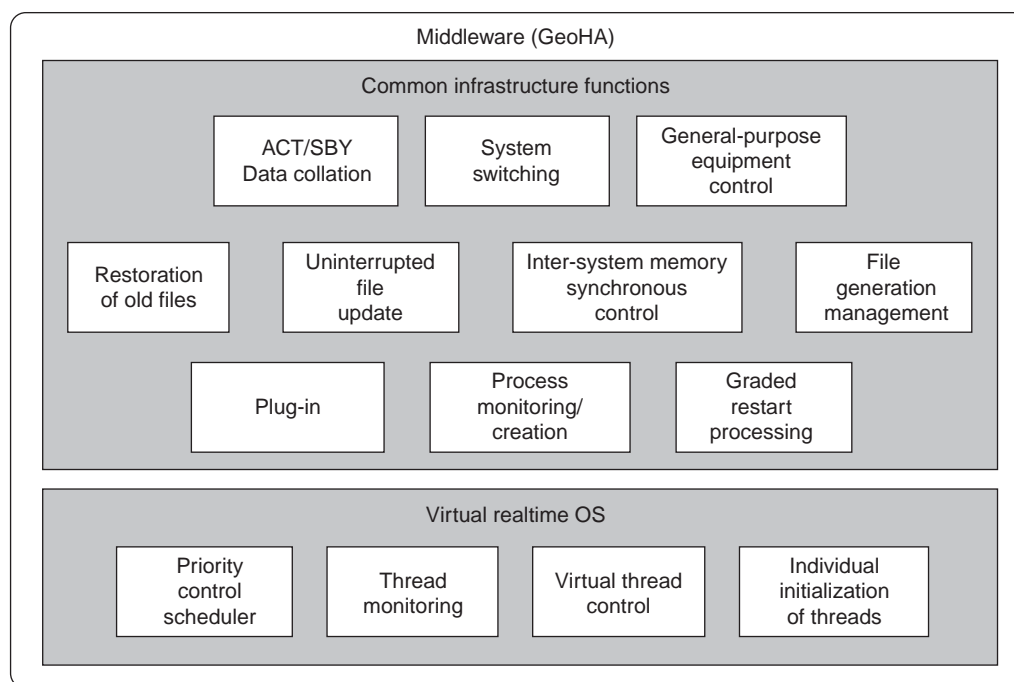 Middleware (GeoHA)
Common infrastructure functions
ACT/SBY
Data collation
System
switching
General-purpose
equipment
control
Restoration
of old files
Uninterrupted
file
update
Inter-system memory
synchronous
control
File
generation
management
Plug-in
Process
monitoring/
creation
Graded
restart
processing
Virtual realtime OS
Priority
control
scheduler
Thread
monitoring
Virtual thread
control
Individual
initialization
of threads